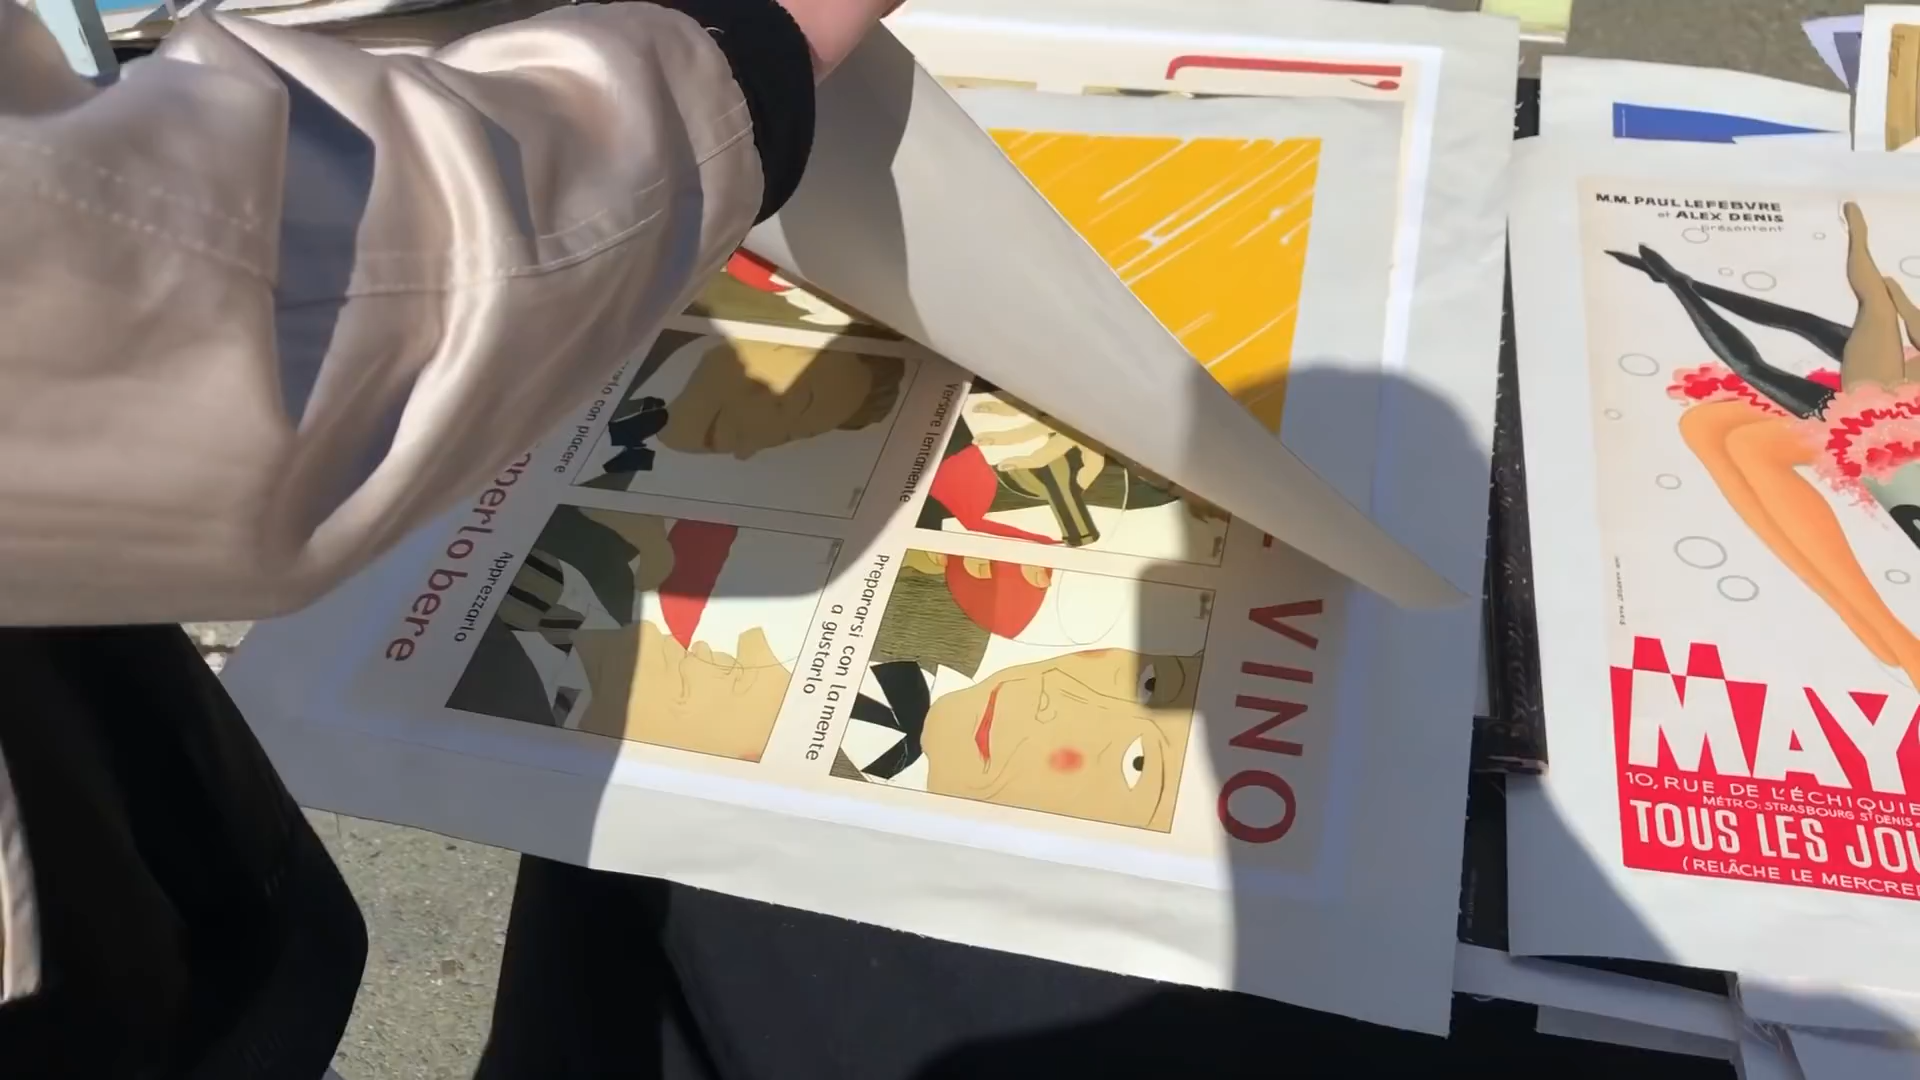 VINO
Versare lentamente
Prepararsi con la mente
a gustarlo
con piacere
Apprezzarlo
saperlo bere
M.M. PAUL LEFEBVRE
et ALEX DENIS
présentent
MAY
10, RUE DE L'ÉCHIQUIE
MÉTRO: STRASBOURG ST DENIS
TOUS LES JOU
(RELÂCHE LE MERCRE